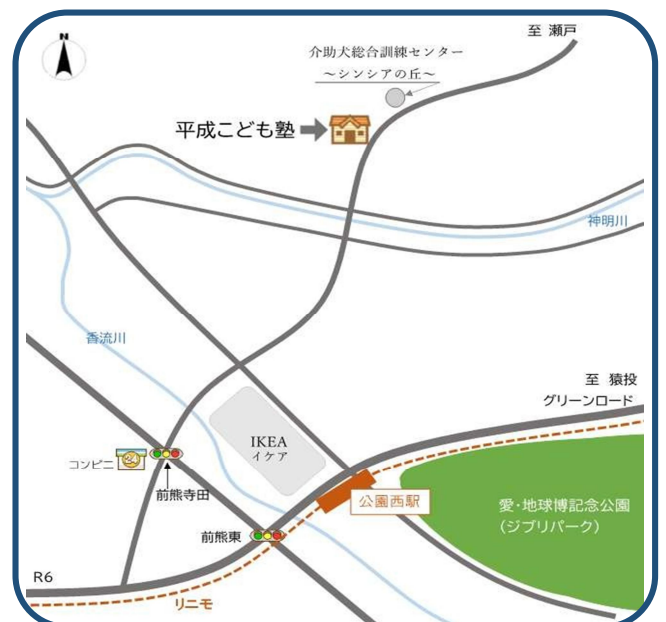 至 瀬戸
介助犬総合訓練センター
～シンシアの丘～
平成こども塾
神明川
香流川
至 猿投
グリーンロード
IKEA
イケア
コンビニ
24
前熊寺田
公園西駅
愛・地球博記念公園
(ジブリパーク)
前熊東
R6
リニモ